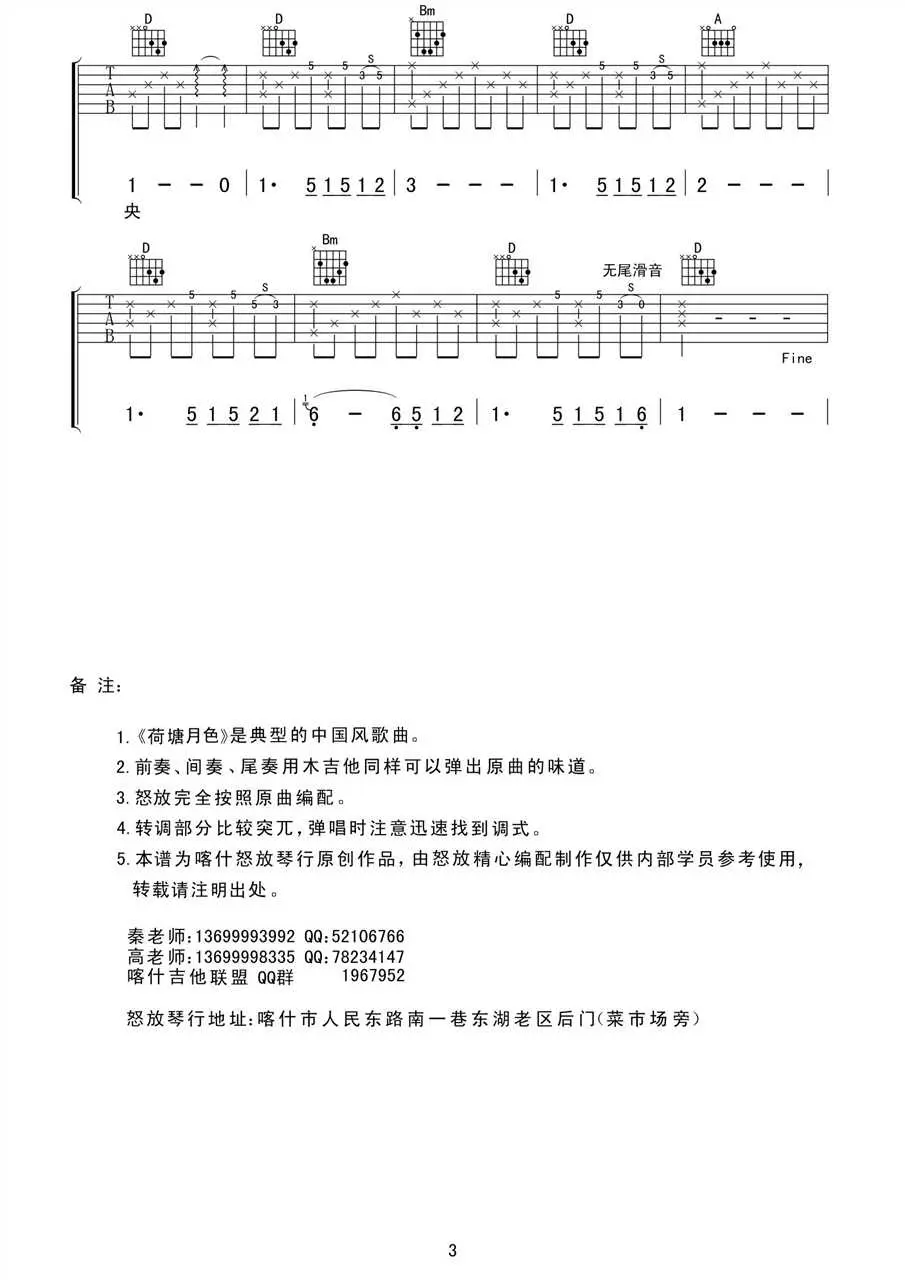 D D Bm D A
T A B 5 5 S 3 5 5 5 S 3 5
1 - - 0 | 1· 5 1 5 1 2 | 3 - - - | 1· 5 1 5 1 2 | 2 - - - |
央
D Bm D 无尾滑音 D
T A B 5 5 S 5 3 5 5 S 3 0 - - -
Fine
1· 5 1 5 2 1 | 1 6 - 6 5 1 2 | 1· 5 1 5 1 6 | 1 - - - |
备 注:
1.《荷塘月色》是典型的中国风歌曲。
2. 前奏、间奏、尾奏用木吉他同样可以弹出原曲的味道。
3. 怒放完全按照原曲编配。
4. 转调部分比较突兀,弹唱时注意迅速找到调式。
5. 本谱为喀什怒放琴行原创作品,由怒放精心编配制作仅供内部学员参考使用,
转载请注明出处。
秦老师:13699993992 QQ:52106766
高老师:13699998335 QQ:78234147
喀什吉他联盟 QQ群 1967952
怒放琴行地址:喀什市人民东路南一巷东湖老区后门(菜市场旁)
3